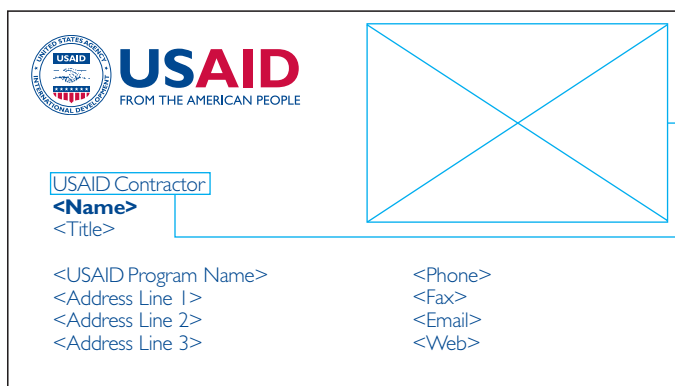 UNITED STATES AGENCY
USAID
INTERNATIONAL DEVELOPMENT
USAID
FROM THE AMERICAN PEOPLE
USAID Contractor
<Name>
<Title>
<USAID Program Name>
<Address Line 1>
<Address Line 2>
<Address Line 3>
<Phone>
<Fax>
<Email>
<Web>